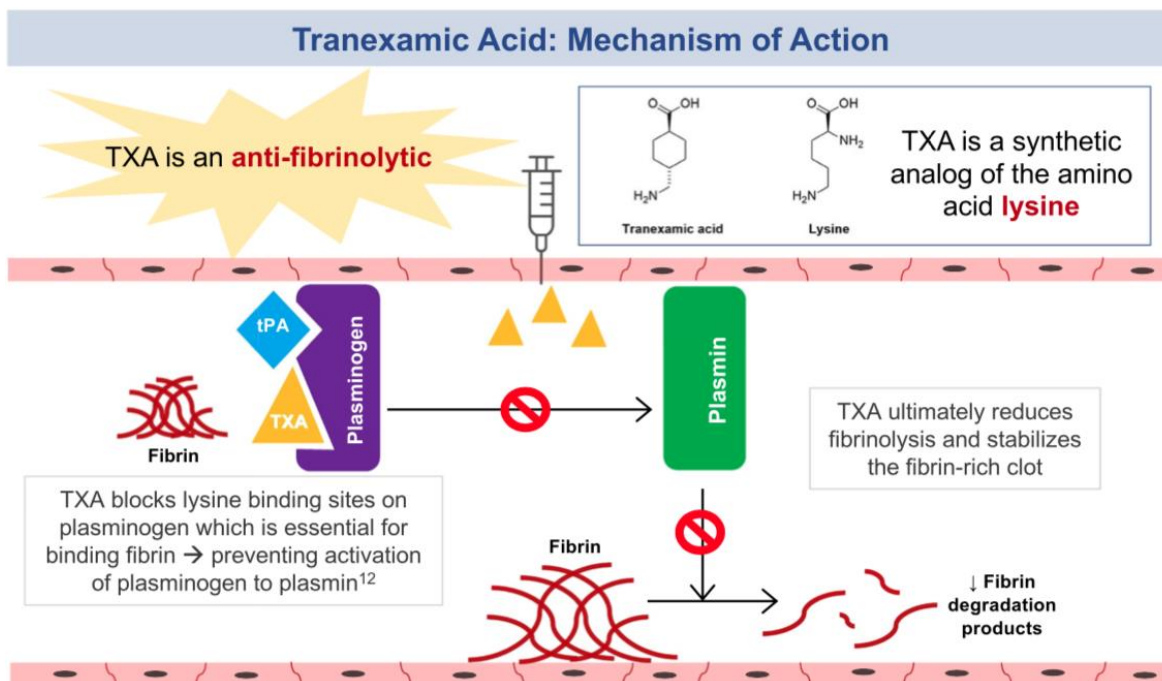 Tranexamic Acid: Mechanism of Action
TXA is an anti-fibrinolytic
O
OH
H₂N
Tranexamic acid
O
OH
NH₂
H₂N
Lysine
TXA is a synthetic
analog of the amino
acid lysine
tPA
TXA
Plasminogen
Fibrin
Plasmin
TXA blocks lysine binding sites on
plasminogen which is essential for
binding fibrin → preventing activation
of plasminogen to plasmin¹²
TXA ultimately reduces
fibrinolysis and stabilizes
the fibrin-rich clot
Fibrin
↓ Fibrin
degradation
products